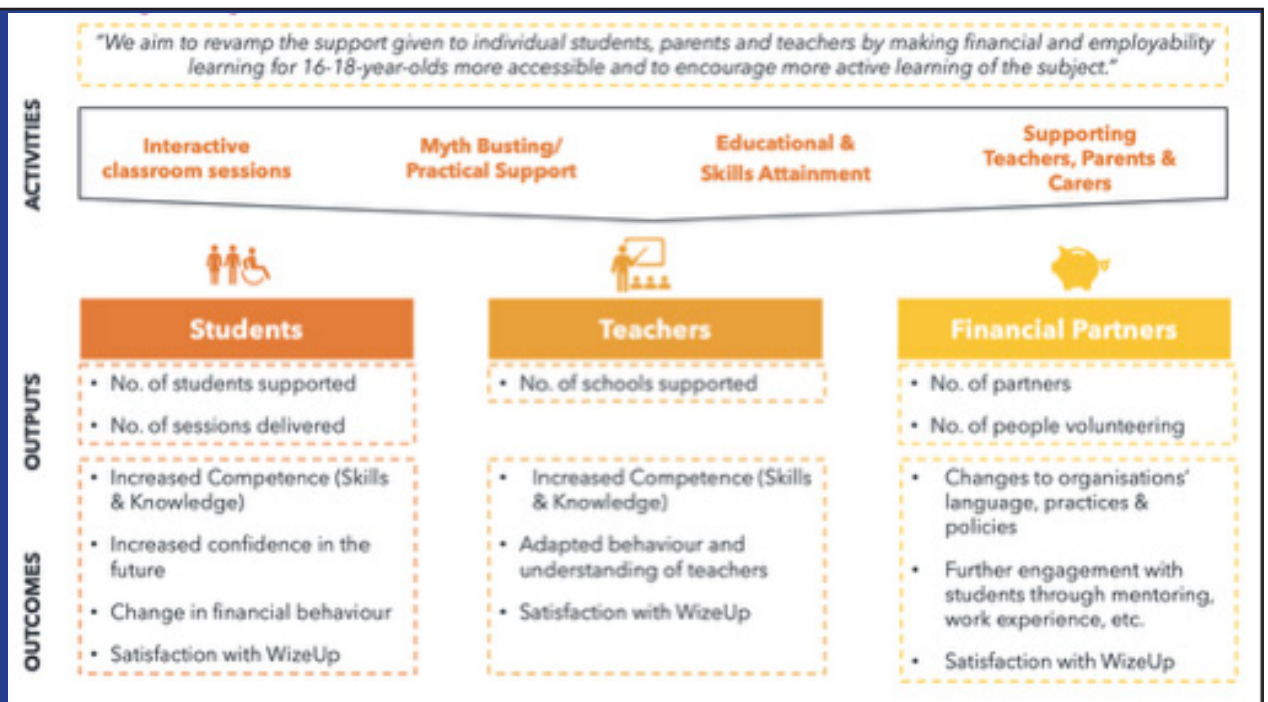 "We aim to revamp the support given to individual students, parents and teachers by making financial and employability
learning for 16-18-year-olds more accessible and to encourage more active learning of the subject."
ACTIVITIES
Interactive
classroom sessions
Myth Busting/
Practical Support
Educational &
Skills Attainment
Supporting
Teachers, Parents &
Carers
Students
Teachers
Financial Partners
OUTPUTS
• No. of students supported
• No. of sessions delivered
• No. of schools supported
• No. of partners
• No. of people volunteering
OUTCOMES
• Increased Competence (Skills
& Knowledge)
• Increased confidence in the
future
• Change in financial behaviour
• Satisfaction with WizeUp
• Increased Competence (Skills
& Knowledge)
• Adapted behaviour and
understanding of teachers
• Satisfaction with WizeUp
• Changes to organisations'
language, practices &
policies
• Further engagement with
students through mentoring,
work experience, etc.
• Satisfaction with WizeUp